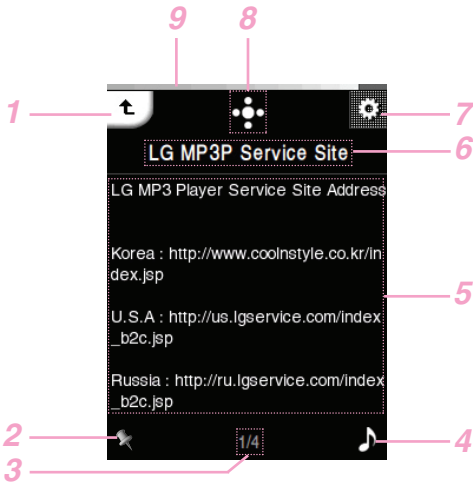 9
8
1
7
LG MP3P Service Site
6
LG MP3 Player Service Site Address
Korea : http://www.coolnstyle.co.kr/in
dex.jsp
5
U.S.A : http://us.lgservice.com/index
_b2c.jsp
Russia : http://ru.lgservice.com/index
_b2c.jsp
2
1/4
4
3